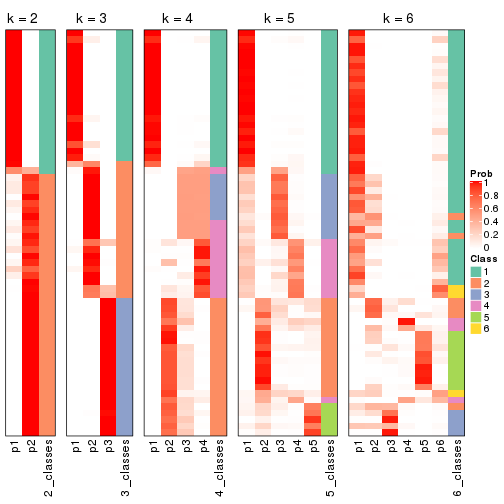 k = 2
k = 3
k = 4
k = 5
k = 6
p1
p2
2_classes
p1
p2
p3
3_classes
p1
p2
p3
p4
4_classes
p1
p2
p3
p4
p5
5_classes
p1
p2
p3
p4
p5
p6
6_classes
Prob
1
0.8
0.6
0.4
0.2
0
Class
1
2
3
4
5
6